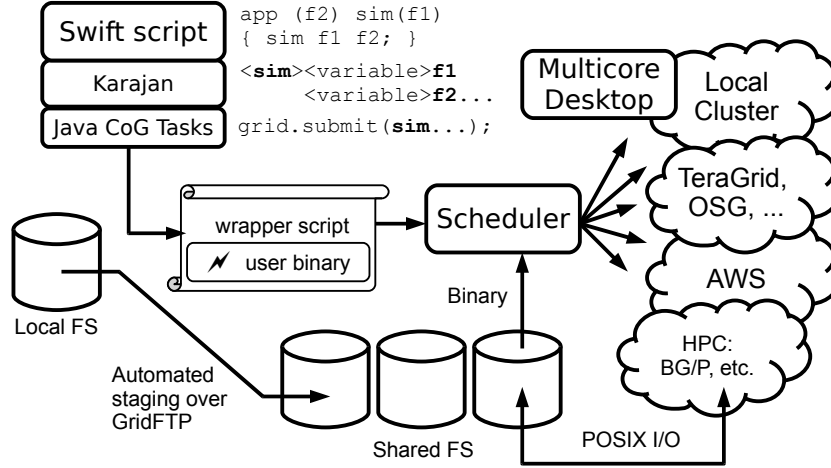 Swift script
app (f2) sim(f1)
{ sim f1 f2; }
Karajan
<sim><variable>f1
<variable>f2...
Java CoG Tasks
grid.submit(sim...);
Multicore
Desktop
Local
Cluster
TeraGrid,
OSG, ...
AWS
HPC:
BG/P, etc.
wrapper script
user binary
Scheduler
Local FS
Binary
Automated
staging over
GridFTP
Shared FS
POSIX I/O